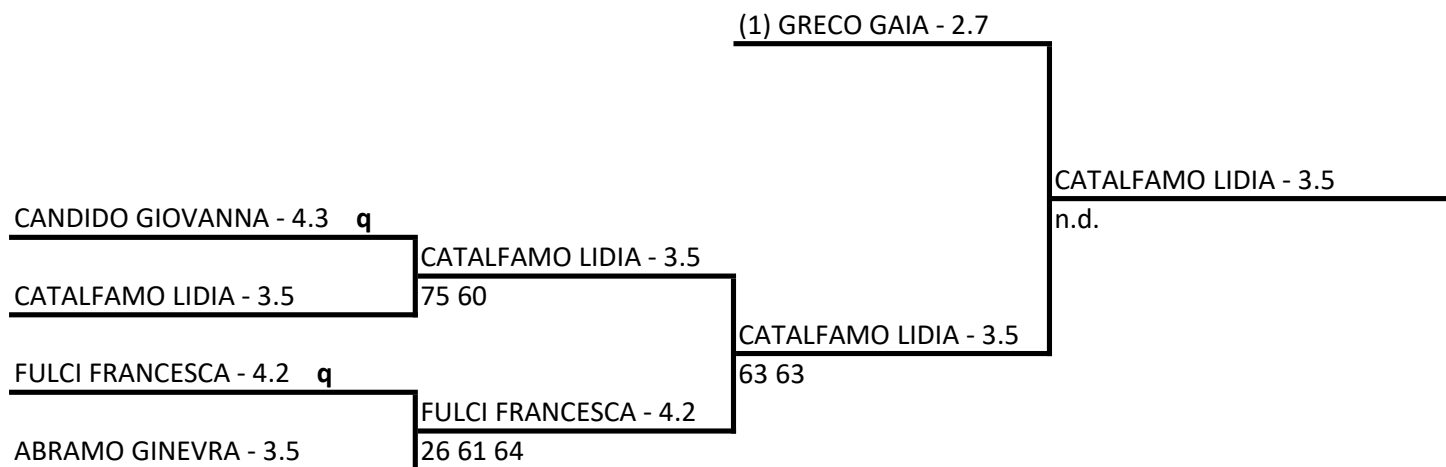 (1) GRECO GAIA - 2.7
CATALFAMO LIDIA - 3.5
CANDIDO GIOVANNA - 4.3 q
n.d.
CATALFAMO LIDIA - 3.5
CATALFAMO LIDIA - 3.5
75 60
CATALFAMO LIDIA - 3.5
FULCI FRANCESCA - 4.2 q
63 63
FULCI FRANCESCA - 4.2
ABRAMO GINEVRA - 3.5
26 61 64